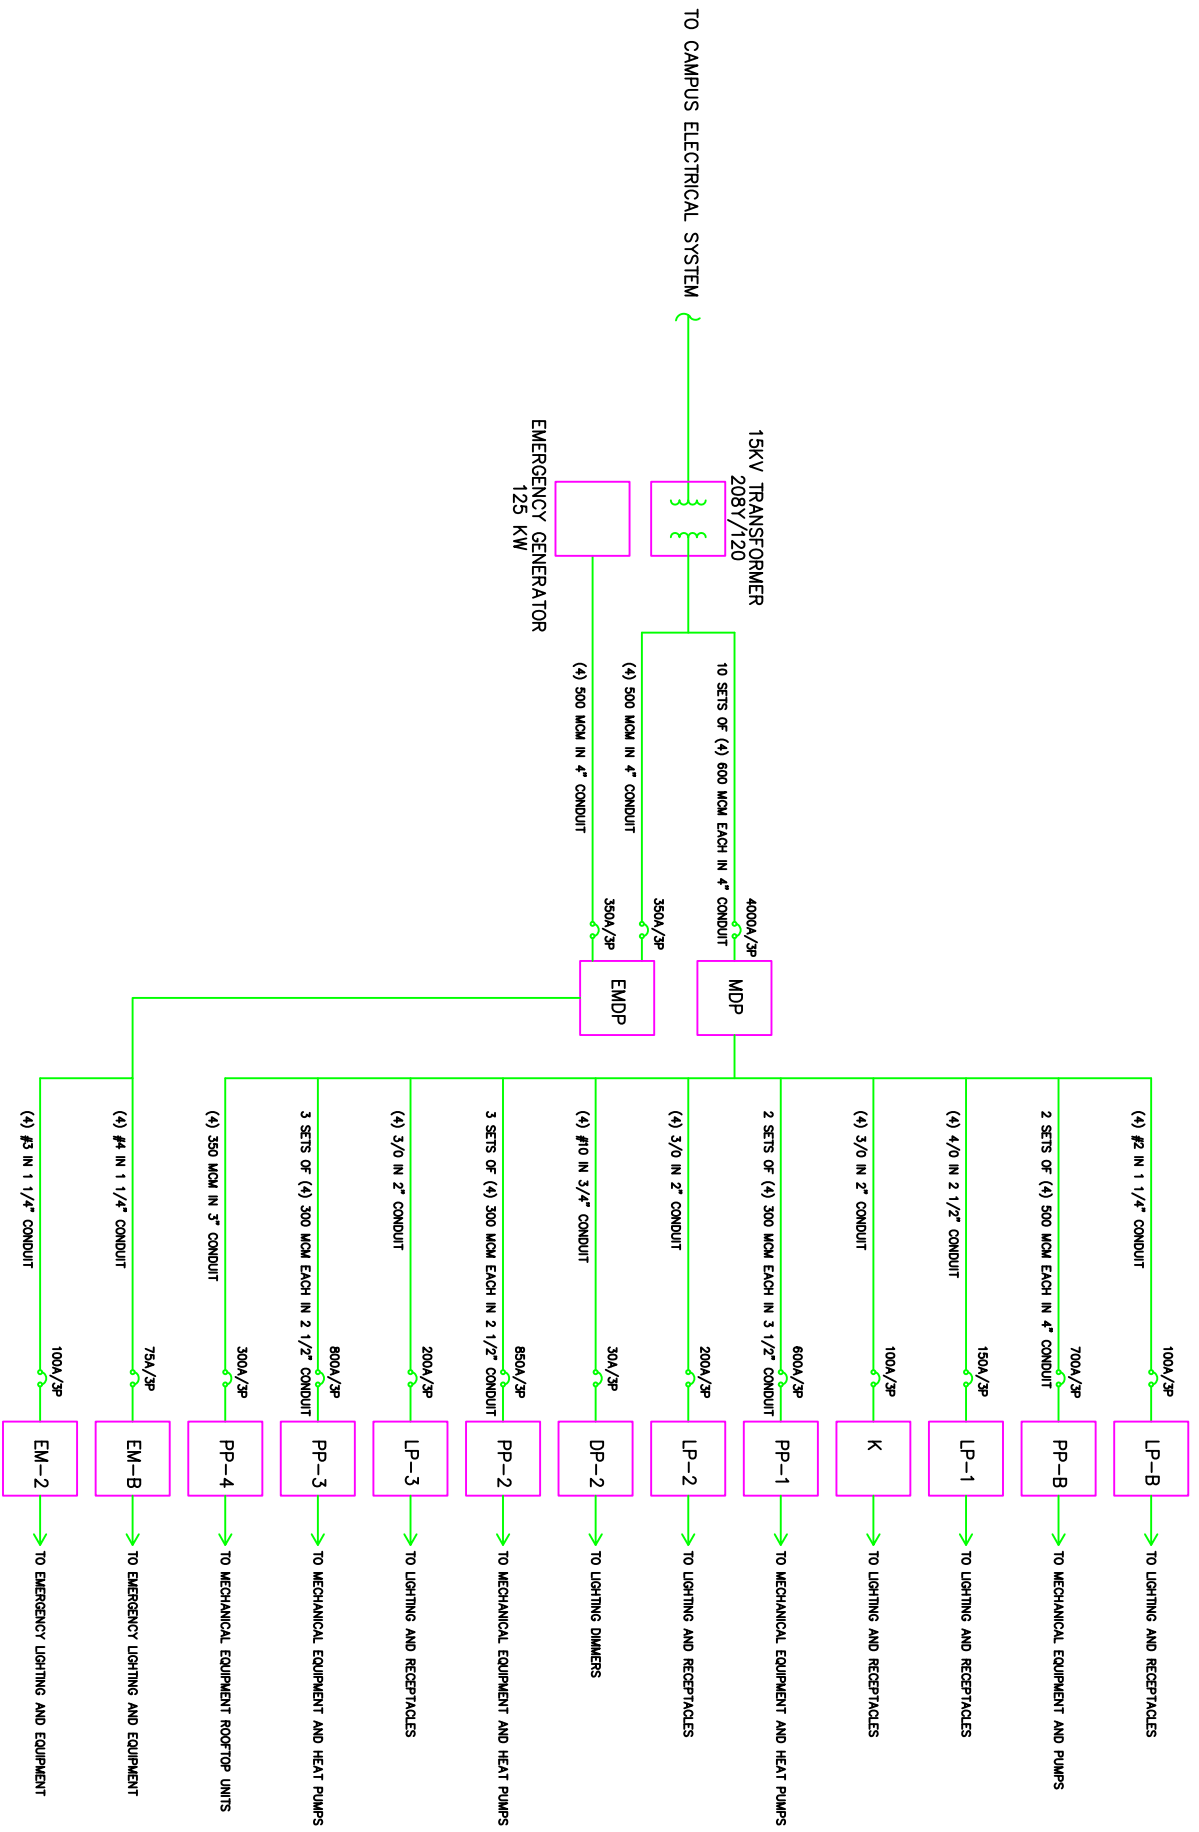 TO CAMPUS ELECTRICAL SYSTEM
15KV TRANSFORMER
208Y/120
EMERGENCY GENERATOR
125 KW
10 SETS OF (4) 600 MCM EACH IN 4" CONDUIT
(4) 500 MCM IN 4" CONDUIT
(4) 500 MCM IN 4" CONDUIT
4000A/3P
350A/3P
350A/3P
MDP
EMDP
(4) #2 IN 1 1/4" CONDUIT
100A/3P
LP-B
TO LIGHTING AND RECEPTACLES
2 SETS OF (4) 500 MCM EACH IN 4" CONDUIT
700A/3P
PP-B
TO MECHANICAL EQUIPMENT AND PUMPS
(4) 4/0 IN 2 1/2" CONDUIT
150A/3P
LP-1
TO LIGHTING AND RECEPTACLES
(4) 3/0 IN 2" CONDUIT
100A/3P
K
TO LIGHTING AND RECEPTACLES
2 SETS OF (4) 300 MCM EACH IN 3 1/2" CONDUIT
600A/3P
PP-1
TO MECHANICAL EQUIPMENT AND HEAT PUMPS
(4) 3/0 IN 2" CONDUIT
200A/3P
LP-2
TO LIGHTING AND RECEPTACLES
(4) #10 IN 3/4" CONDUIT
30A/3P
DP-2
TO LIGHTING DIMMERS
3 SETS OF (4) 300 MCM EACH IN 2 1/2" CONDUIT
850A/3P
PP-2
TO MECHANICAL EQUIPMENT AND HEAT PUMPS
(4) 3/0 IN 2" CONDUIT
200A/3P
LP-3
TO LIGHTING AND RECEPTACLES
3 SETS OF (4) 300 MCM EACH IN 2 1/2" CONDUIT
800A/3P
PP-3
TO MECHANICAL EQUIPMENT AND HEAT PUMPS
(4) 350 MCM IN 3" CONDUIT
300A/3P
PP-4
TO MECHANICAL EQUIPMENT ROOFTOP UNITS
(4) #4 IN 1 1/4" CONDUIT
75A/3P
EM-B
TO EMERGENCY LIGHTING AND EQUIPMENT
(4) #3 IN 1 1/4" CONDUIT
100A/3P
EM-2
TO EMERGENCY LIGHTING AND EQUIPMENT